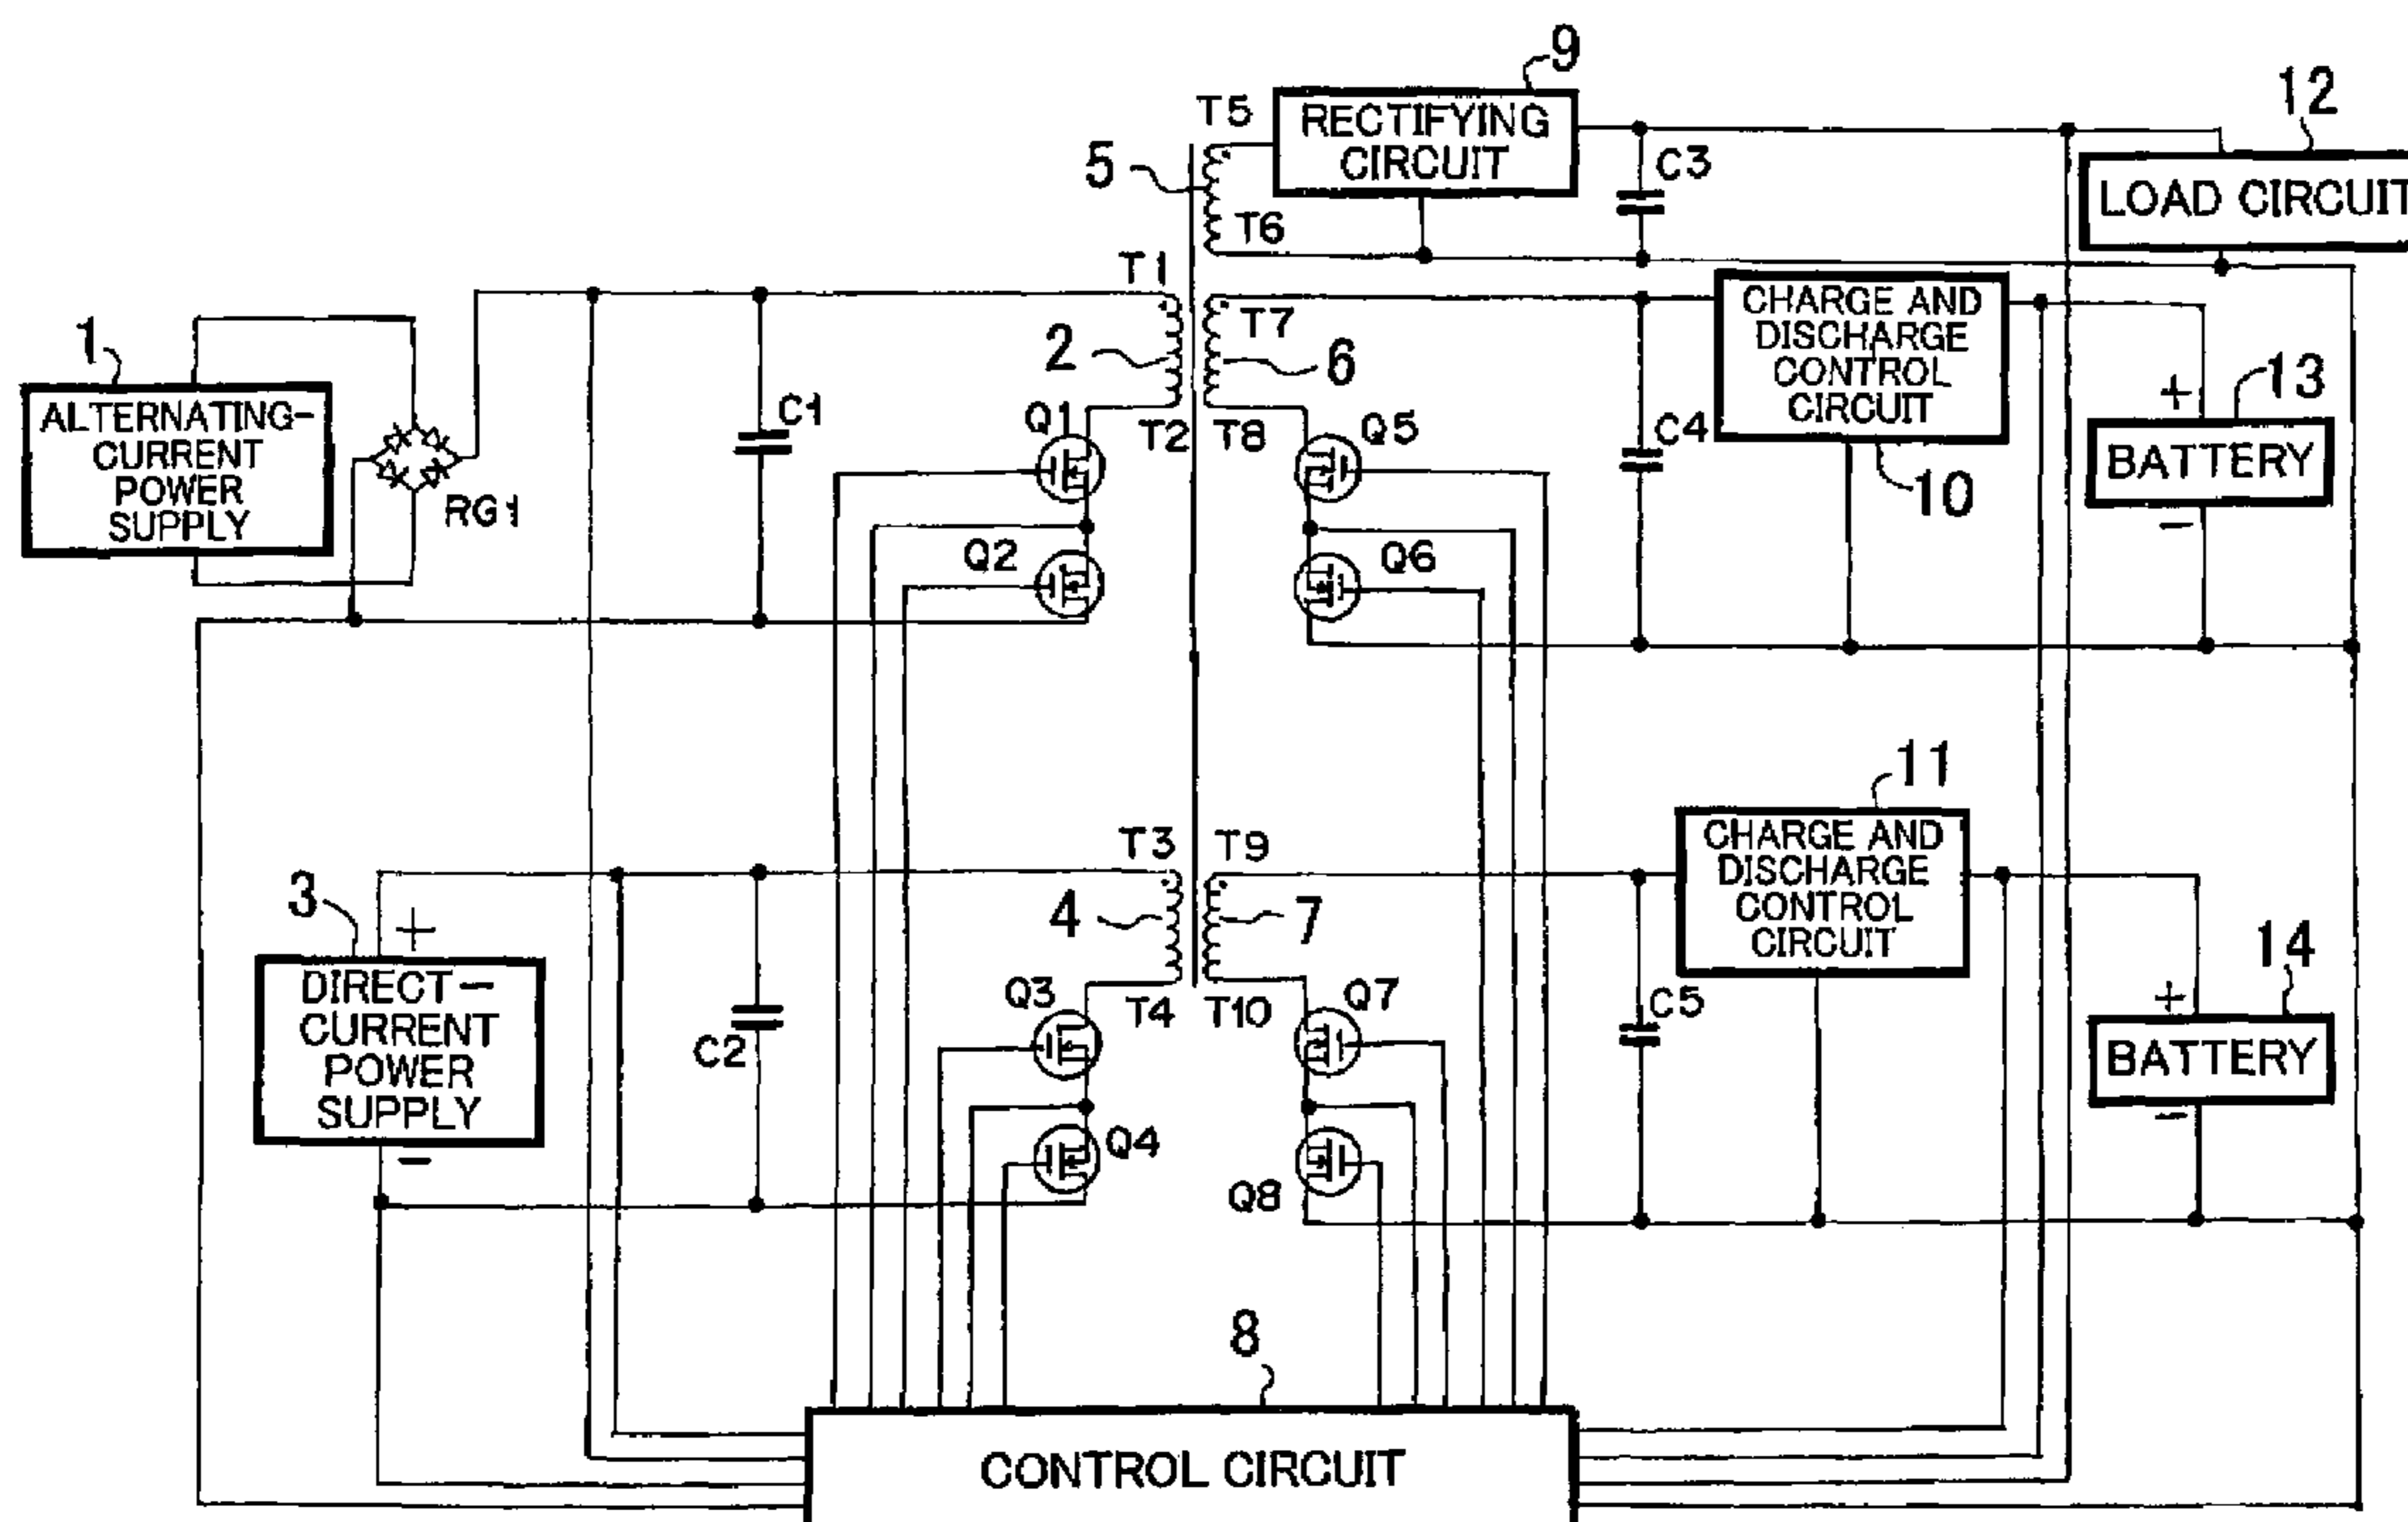 9
T5
RECTIFYING
CIRCUIT
12
5
C3
LOAD CIRCUIT
T6
T1
1
2
T7
6
CHARGE AND
DISCHARGE
CONTROL
CIRCUIT
13
+
ALTERNATING-
CURRENT
POWER
SUPPLY
C1
Q1
T2
T8
Q5
C4
BATTERY
RG1
10
−
Q2
Q6
11
T3
T9
CHARGE AND
DISCHARGE
CONTROL
CIRCUIT
3
+
4
7
14
DIRECT-
CURRENT
POWER
SUPPLY
Q3
T4
T10
Q7
C5
+
C2
BATTERY
−
Q4
Q8
−
8
CONTROL CIRCUIT